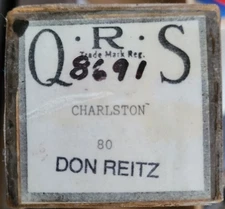 Q·R·S
Trade Mark Reg.
8691
CHARLSTON
80
DON REITZ